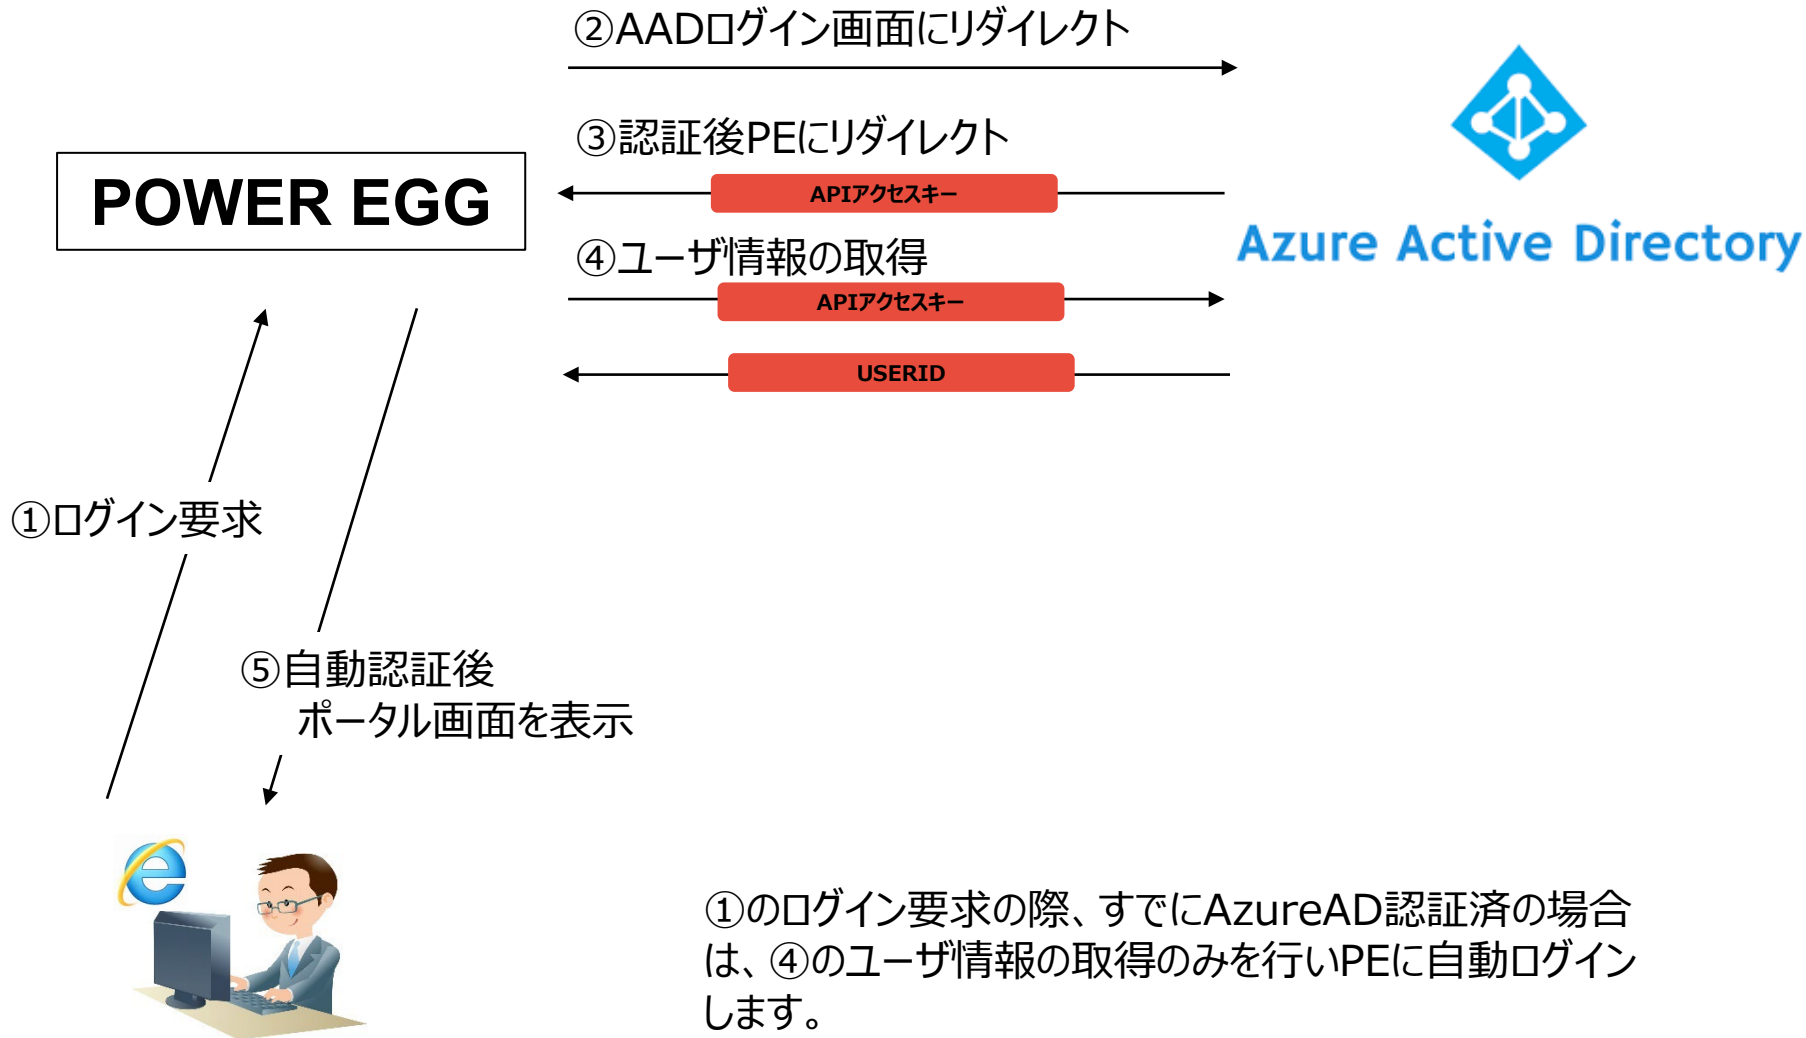 ②AADログイン画面にリダイレクト
③認証後PEにリダイレクト
APIアクセスキー
POWER EGG
Azure Active Directory
④ユーザ情報の取得
APIアクセスキー
USERID
①ログイン要求
⑤自動認証後
ポータル画面を表示
①のログイン要求の際、すでにAzureAD認証済の場合
は、④のユーザ情報の取得のみを行いPEに自動ログイン
します。